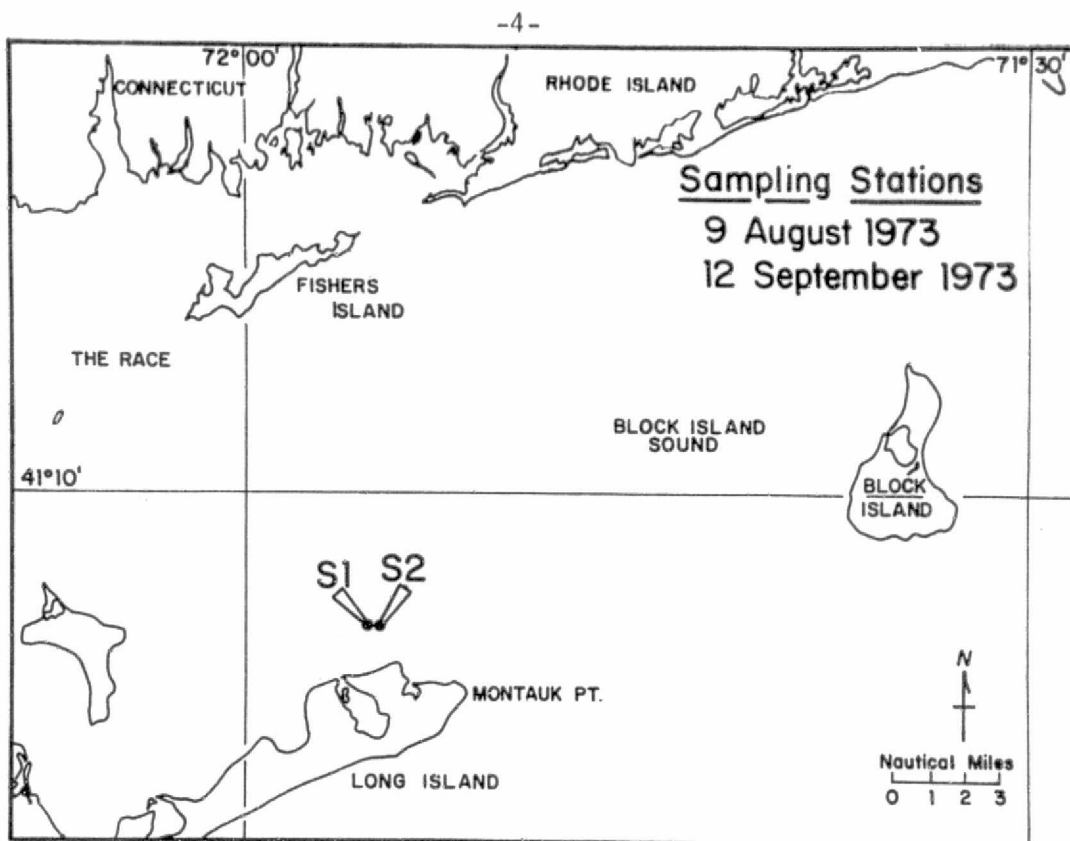 -4-
72°00'
71°30'
CONNECTICUT
RHODE ISLAND
Sampling Stations
9 August 1973
12 September 1973
FISHERS
ISLAND
THE RACE
BLOCK ISLAND
SOUND
41°10'
BLOCK
ISLAND
S1 S2
N
MONTAUK PT.
LONG ISLAND
Nautical Miles
0 1 2 3